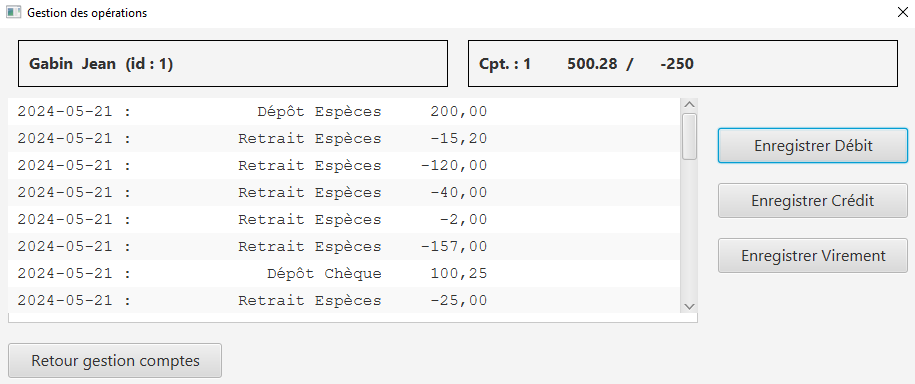 Gestion des opérations
Gabin Jean (id : 1)
Cpt. : 1 500.28 / -250
2024-05-21 : Dépôt Espèces 200,00
2024-05-21 : Retrait Espèces -15,20
2024-05-21 : Retrait Espèces -120,00
2024-05-21 : Retrait Espèces -40,00
2024-05-21 : Retrait Espèces -2,00
2024-05-21 : Retrait Espèces -157,00
2024-05-21 : Dépôt Chèque 100,25
2024-05-21 : Retrait Espèces -25,00
Enregistrer Débit
Enregistrer Crédit
Enregistrer Virement
Retour gestion comptes